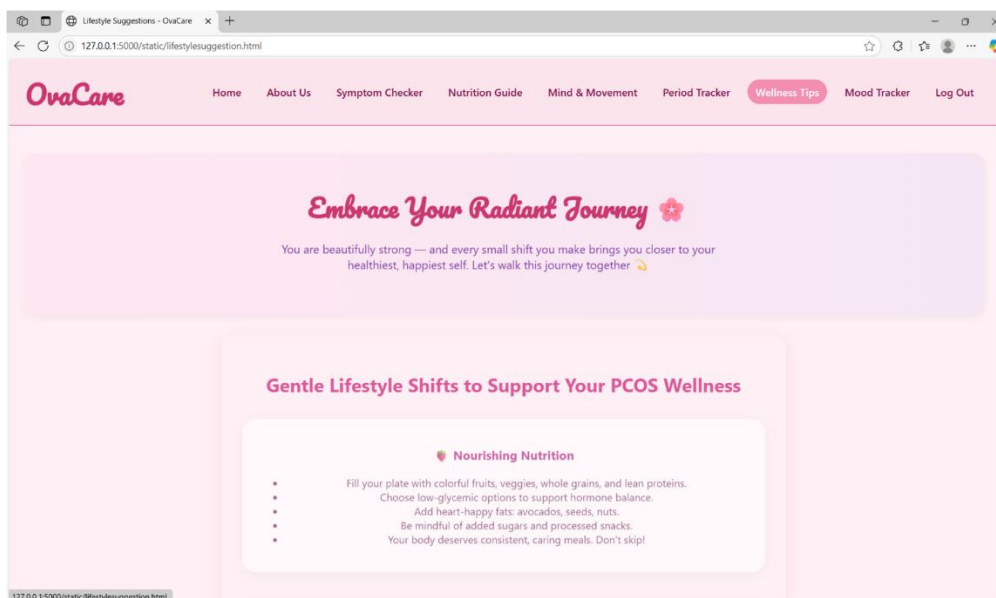 Lifestyle Suggestions - OvaCare
127.0.0.1:5000/static/lifestylesuggestion.html
OvaCare
Home About Us Symptom Checker Nutrition Guide Mind & Movement Period Tracker Wellness Tips Mood Tracker Log Out
Embrace Your Radiant Journey 🌸
You are beautifully strong — and every small shift you make brings you closer to your
healthiest, happiest self. Let's walk this journey together 💫
Gentle Lifestyle Shifts to Support Your PCOS Wellness
🍓 Nourishing Nutrition
• Fill your plate with colorful fruits, veggies, whole grains, and lean proteins.
• Choose low-glycemic options to support hormone balance.
• Add heart-happy fats: avocados, seeds, nuts.
• Be mindful of added sugars and processed snacks.
• Your body deserves consistent, caring meals. Don't skip!
127.0.0.1:5000/static/lifestylesuggestion.html